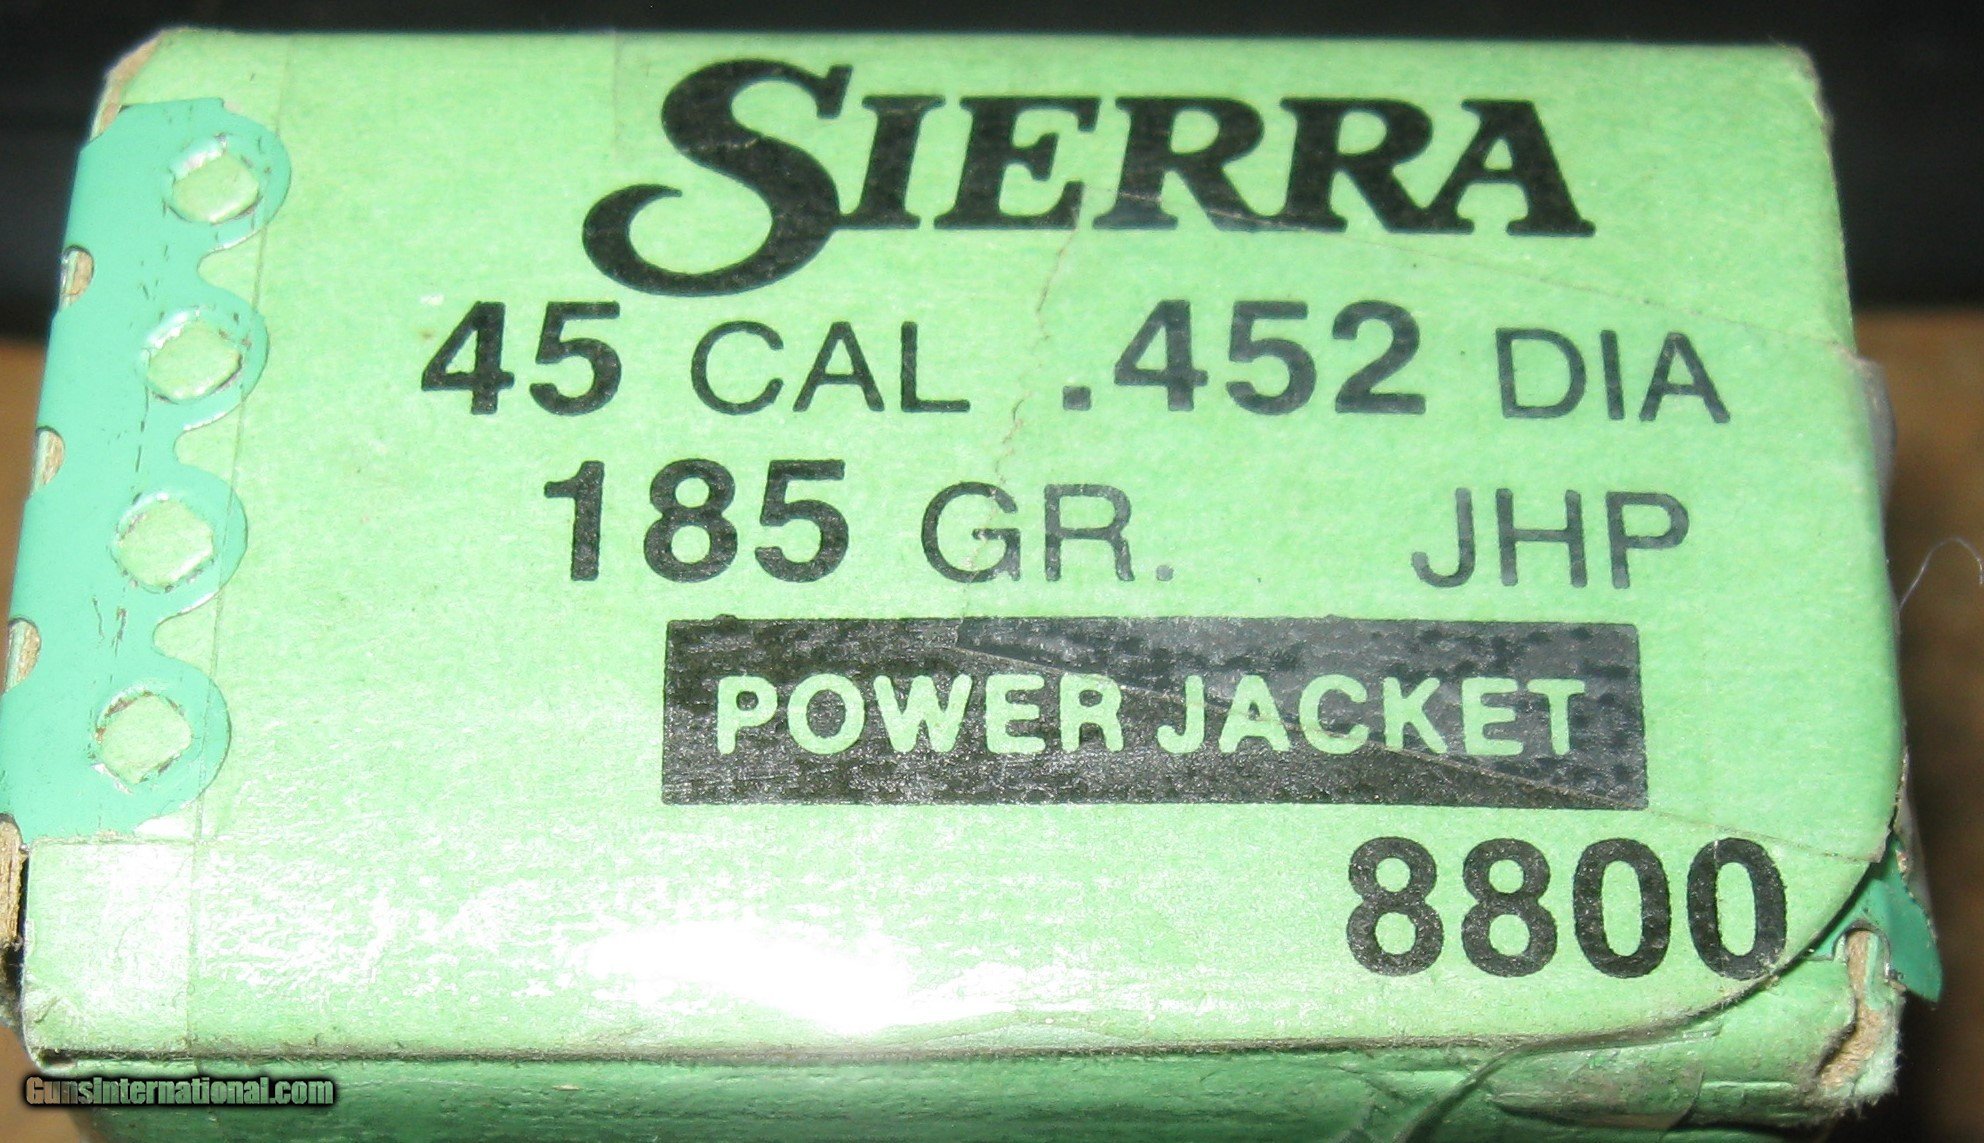 SIERRA
45 CAL .452 DIA
185 GR. JHP
POWER JACKET
8800
GunsInternational.com